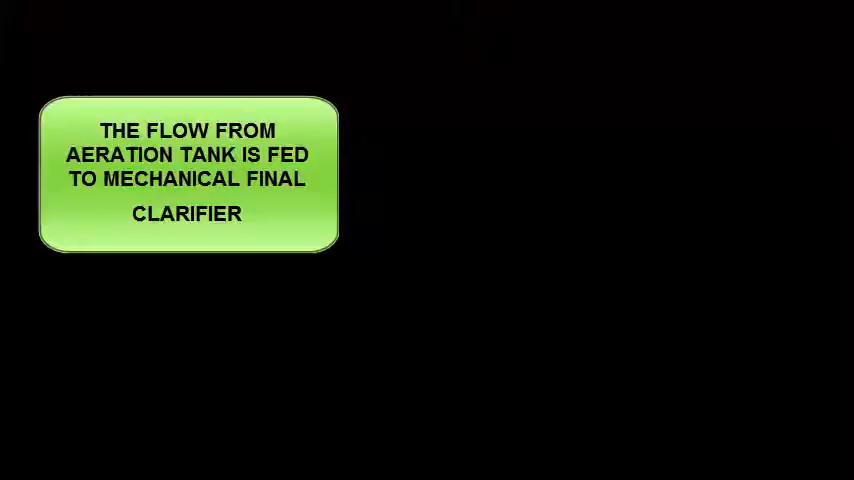 THE FLOW FROM
AERATION TANK IS FED
TO MECHANICAL FINAL
CLARIFIER